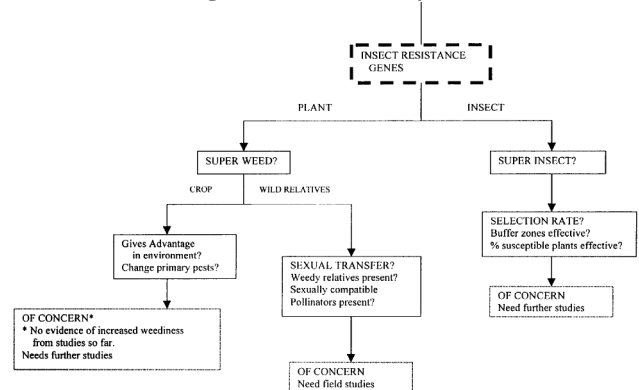 INSECT RESISTANCE
GENES
PLANT
INSECT
SUPER WEED?
SUPER INSECT?
CROP
WILD RELATIVES
SELECTION RATE?
Buffer zones effective?
% susceptible plants effective?
Gives Advantage
in environment?
Change primary pests?
SEXUAL TRANSFER?
Weedy relatives present?
Sexually compatible
Pollinators present?
OF CONCERN
Need further studies
OF CONCERN*
* No evidence of increased weediness
from studies so far.
Needs further studies
OF CONCERN
Need field studies